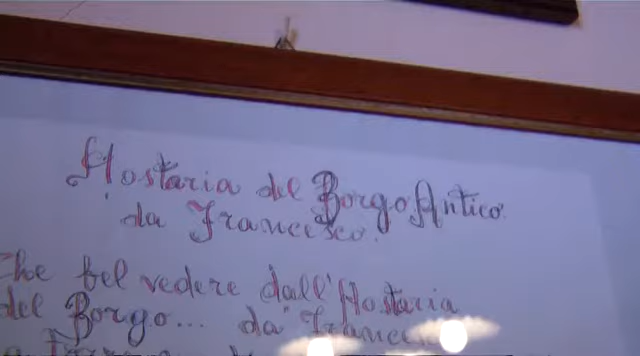 Hostaria del Borgo Antico.
da Francesco.
Che bel vedere dall'Hostaria
del Borgo... da Francesco